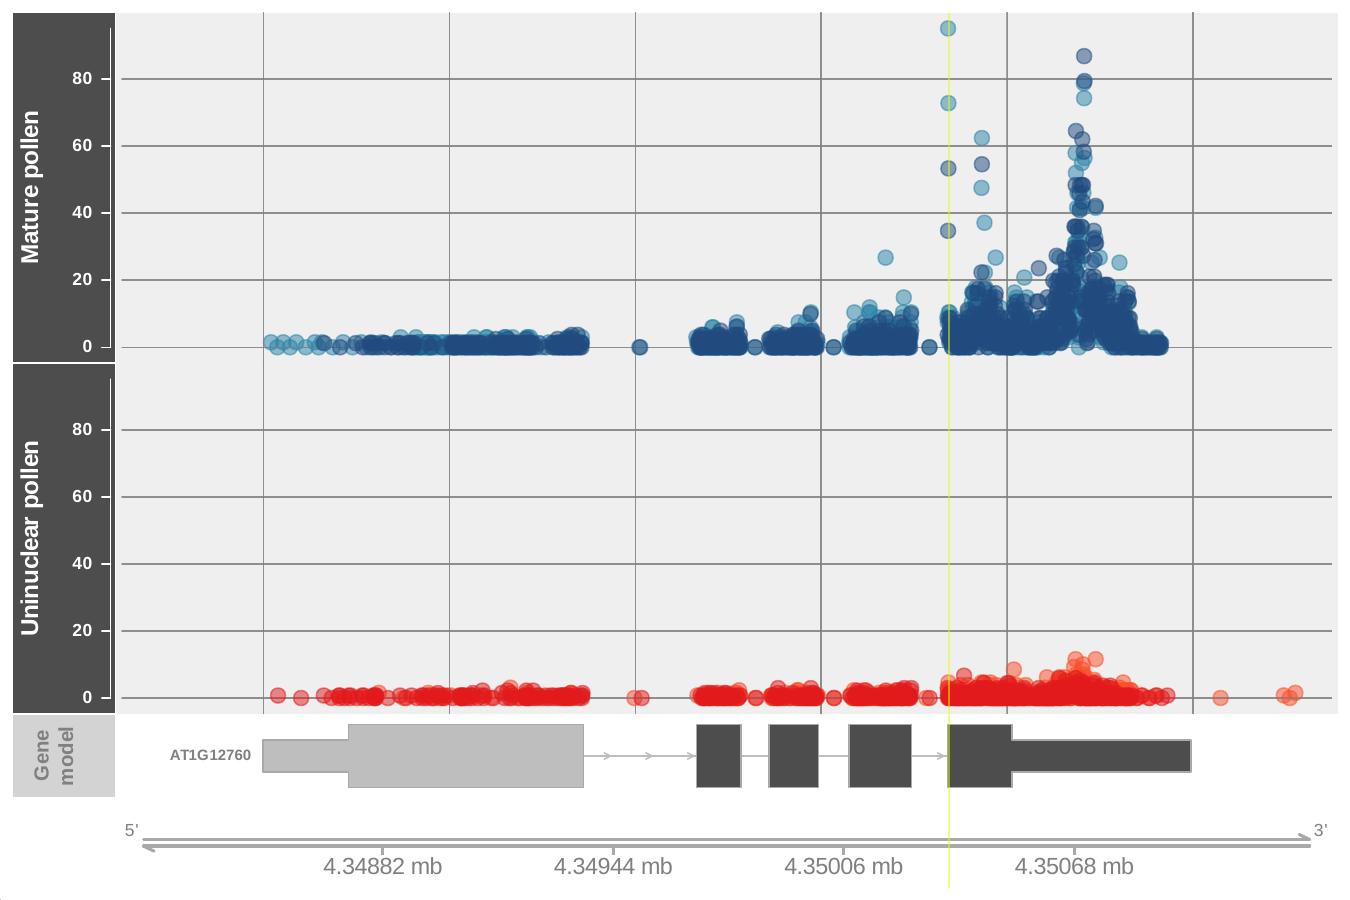 Mature pollen
80
60
40
20
0
Uninuclear pollen
80
60
40
20
0
Gene
model
AT1G12760
5'
3'
4.34882 mb
4.34944 mb
4.35006 mb
4.35068 mb